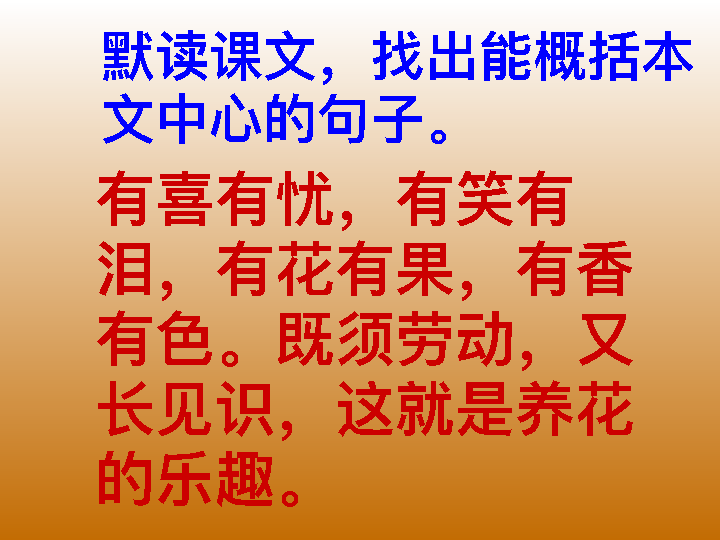 默读课文，找出能概括本
文中心的句子。
有喜有忧，有笑有
泪，有花有果，有香
有色。既须劳动，又
长见识，这就是养花
的乐趣。